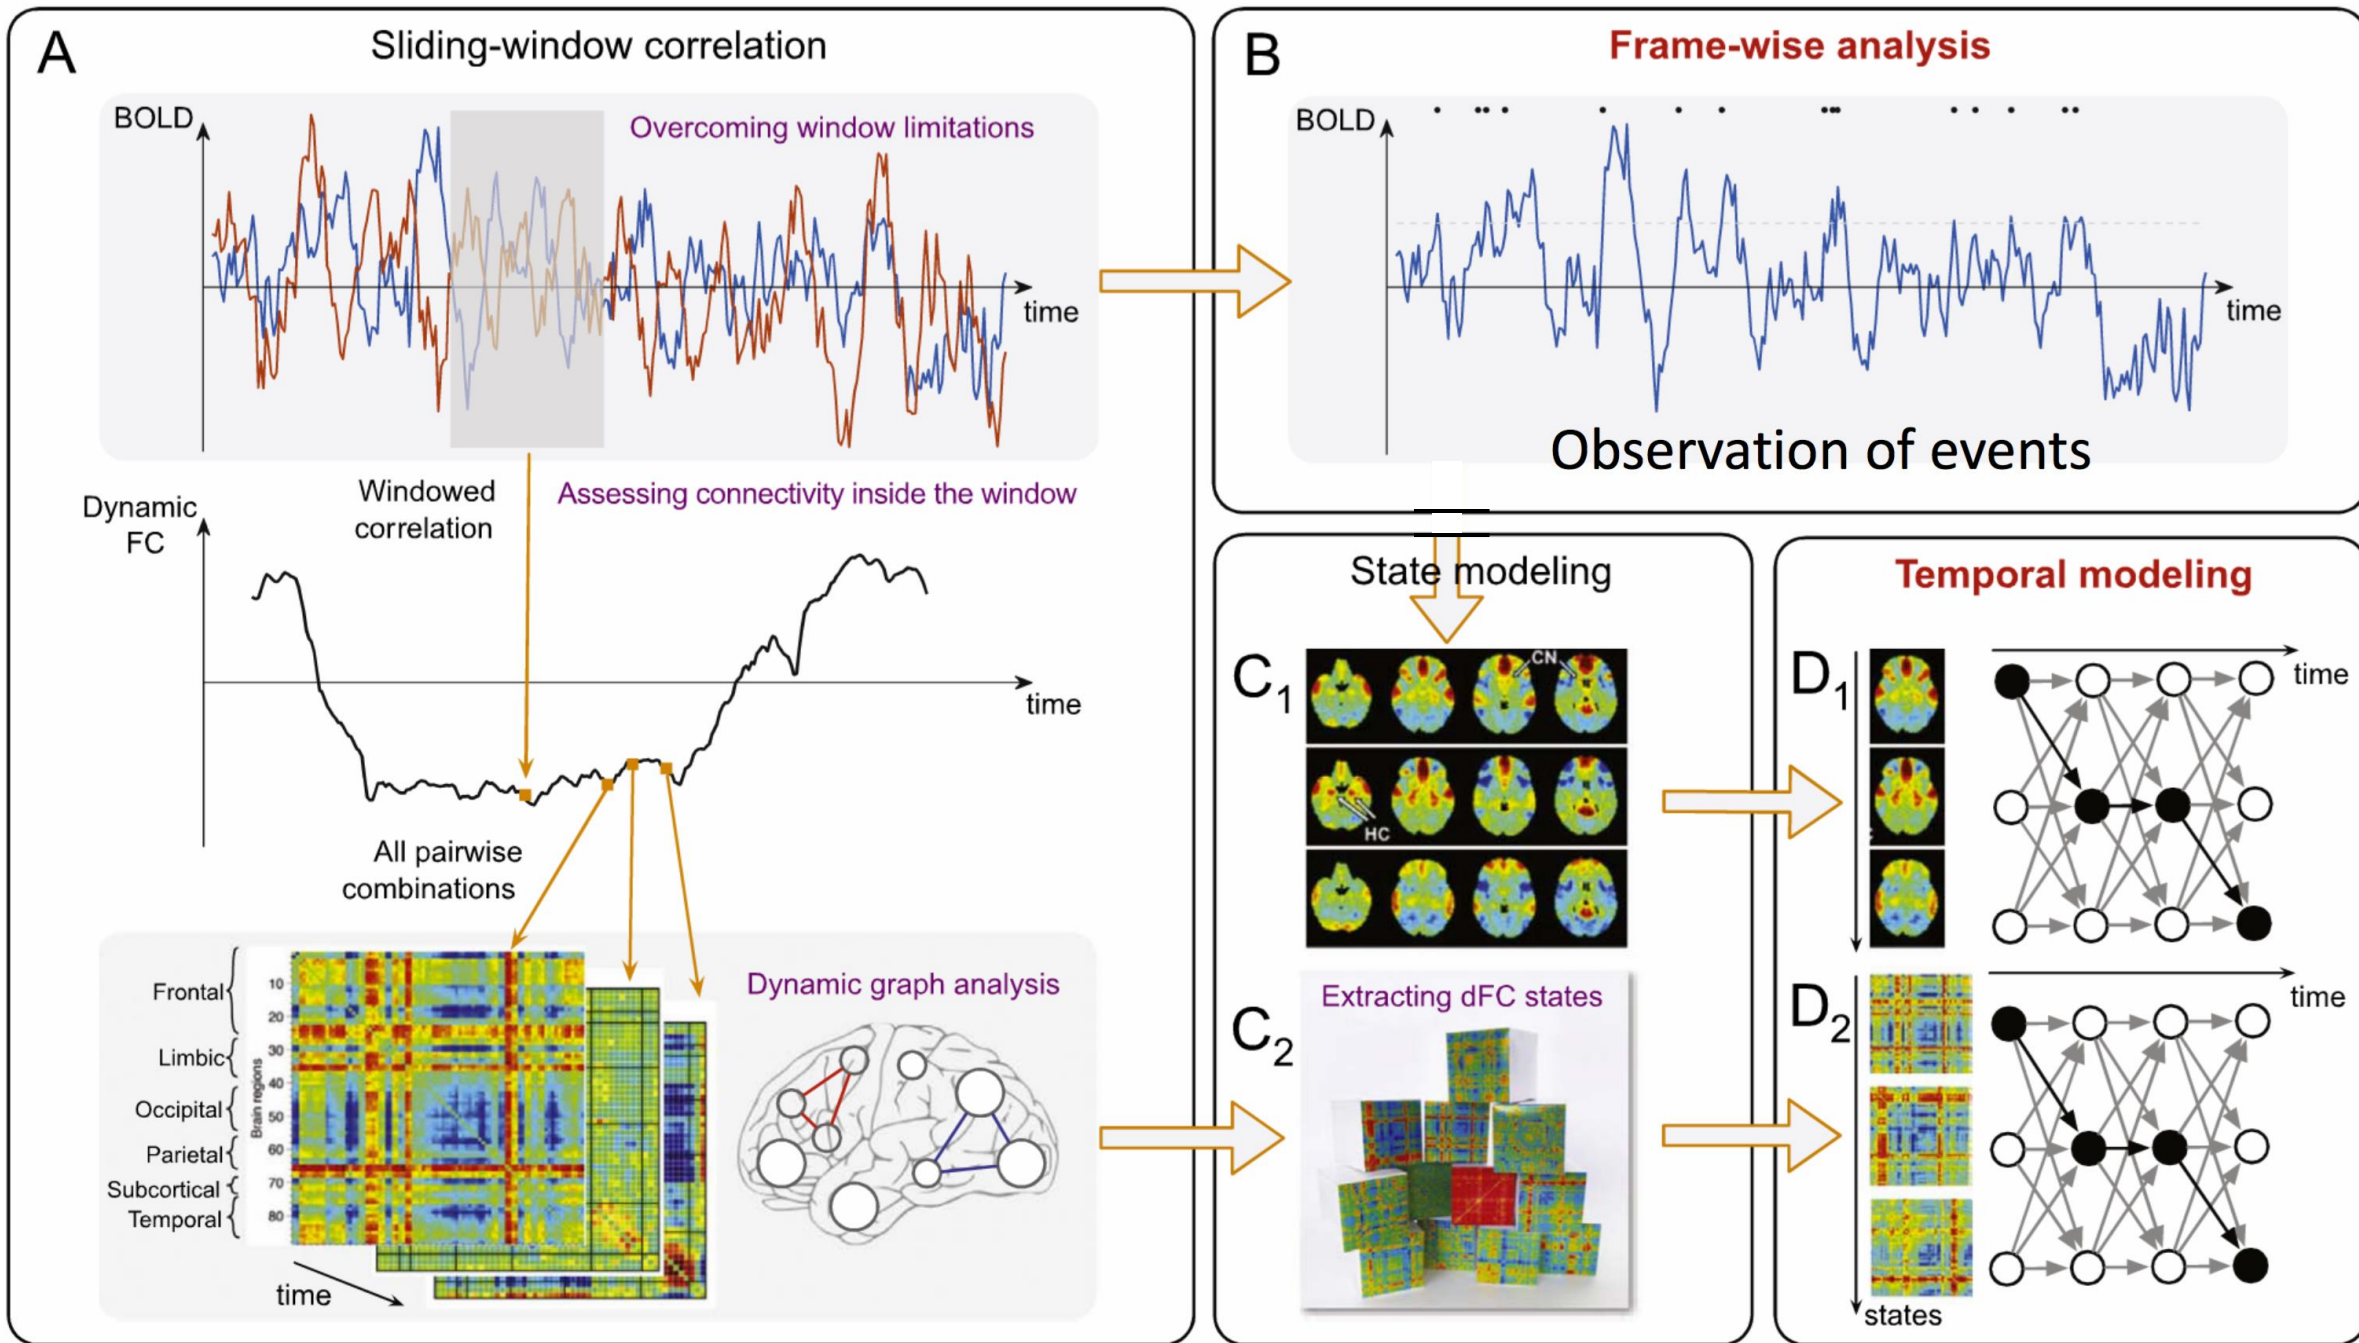 A
Sliding-window correlation
BOLD
Overcoming window limitations
time
Windowed
correlation
Assessing connectivity inside the window
Dynamic
FC
time
All pairwise
combinations
Frontal
Limbic
Occipital
Parietal
Subcortical
Temporal
Brain regions
10
20
30
40
50
60
70
80
time
Dynamic graph analysis
B
Frame-wise analysis
BOLD
time
Observation of events
State modeling
C1
CN
HC
C2
Extracting dFC states
Temporal modeling
D1
time
D2
time
states